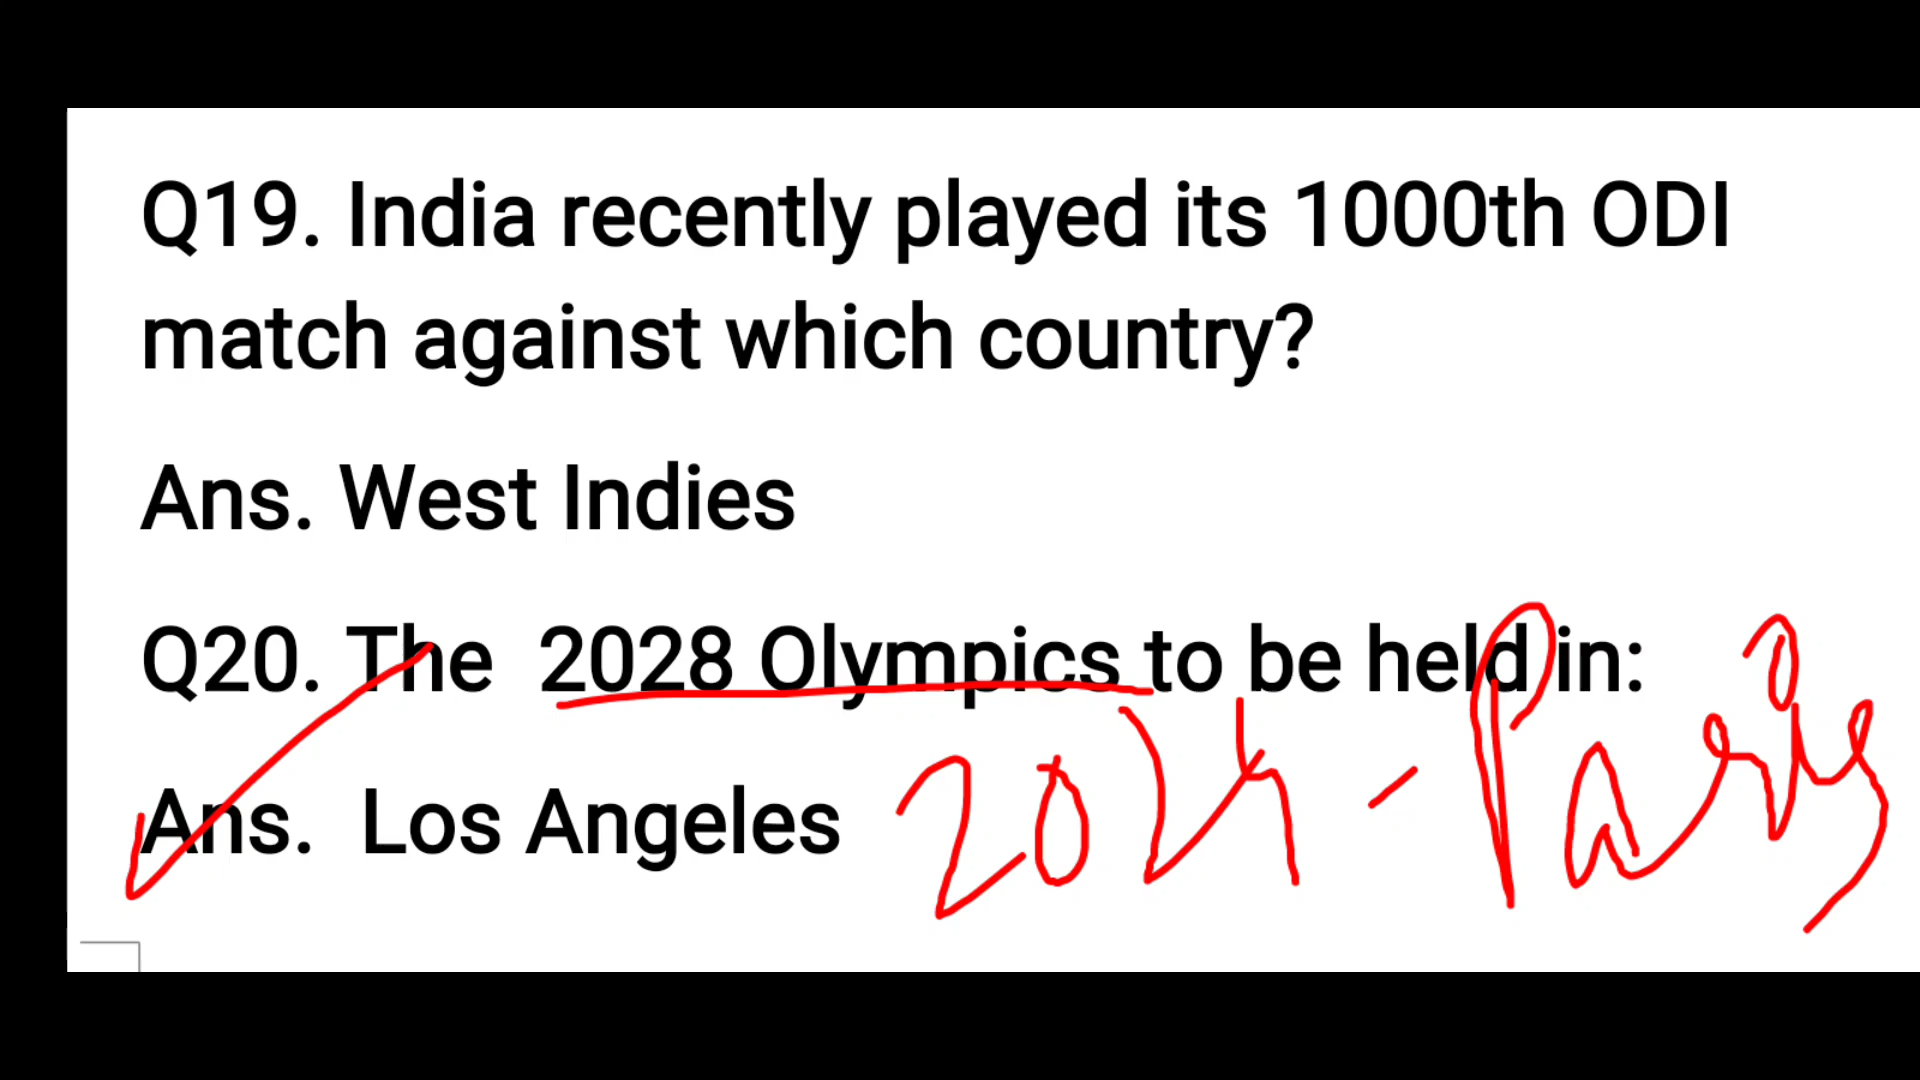 Q19. India recently played its 1000th ODI
match against which country?
Ans. West Indies
Q20. The 2028 Olympics to be held in:
Ans. Los Angeles 2024 - Paris